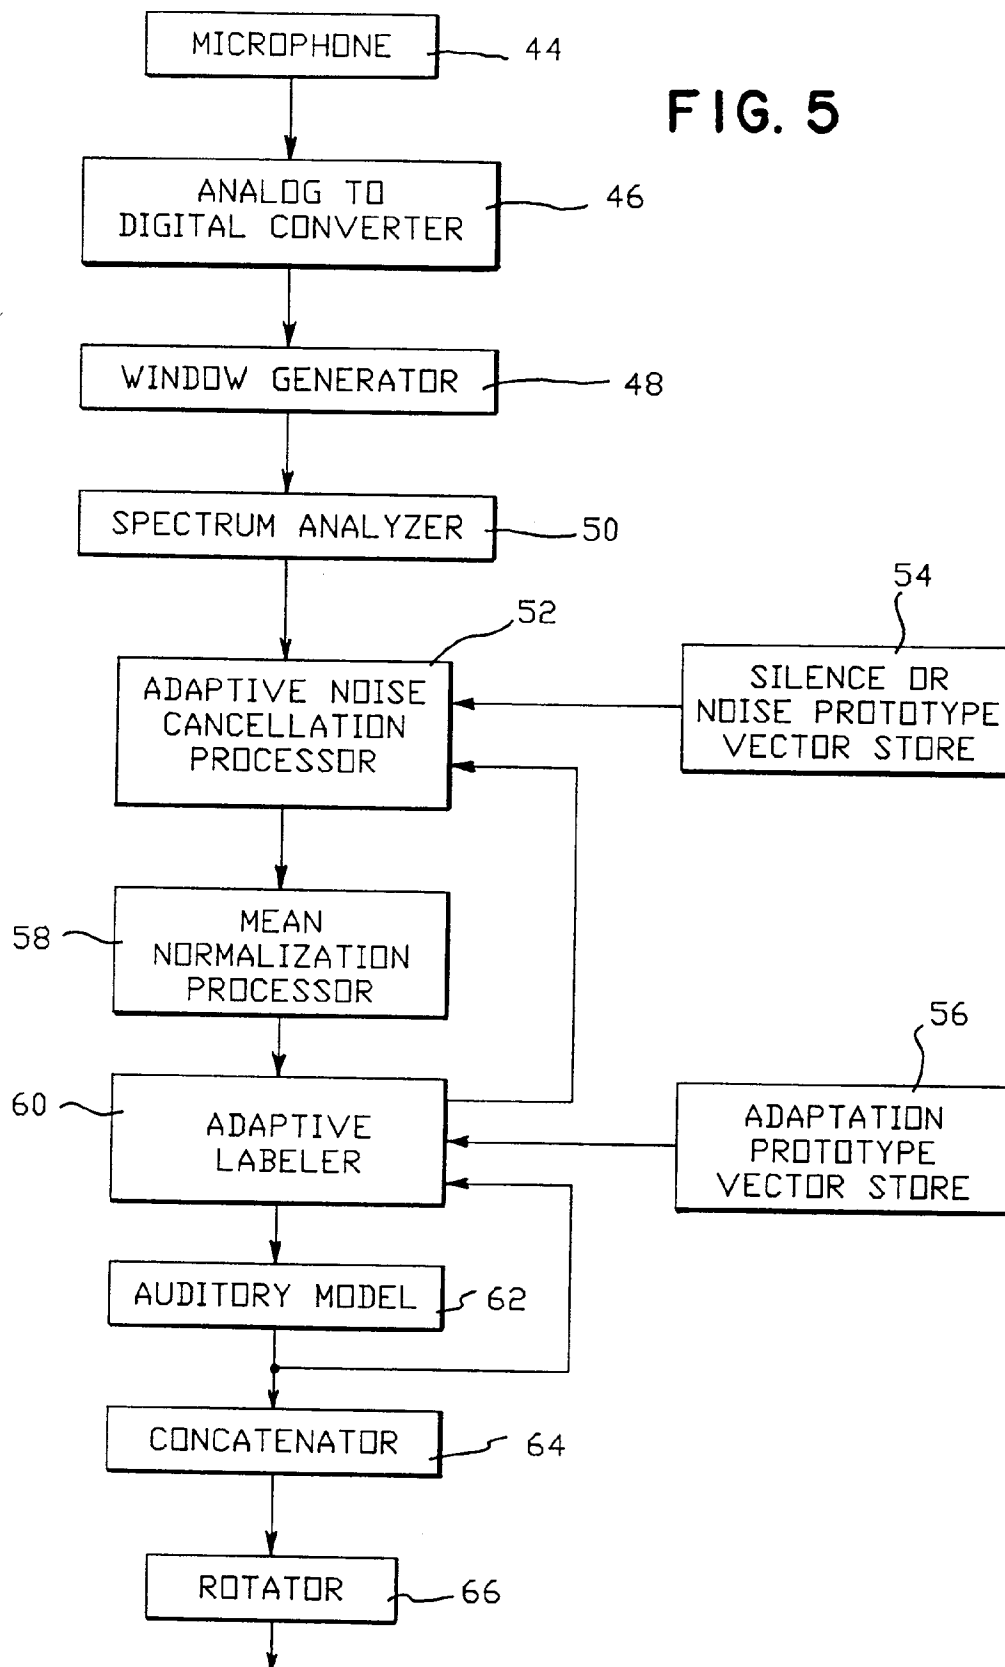 MICROPHONE
44
FIG. 5
ANALOG TO
DIGITAL CONVERTER
46
WINDOW GENERATOR
48
SPECTRUM ANALYZER
50
52
54
ADAPTIVE NOISE
CANCELLATION
PROCESSOR
SILENCE OR
NOISE PROTOTYPE
VECTOR STORE
58
MEAN
NORMALIZATION
PROCESSOR
56
60
ADAPTIVE
LABELER
ADAPTATION
PROTOTYPE
VECTOR STORE
AUDITORY MODEL
62
CONCATENATOR
64
ROTATOR
66